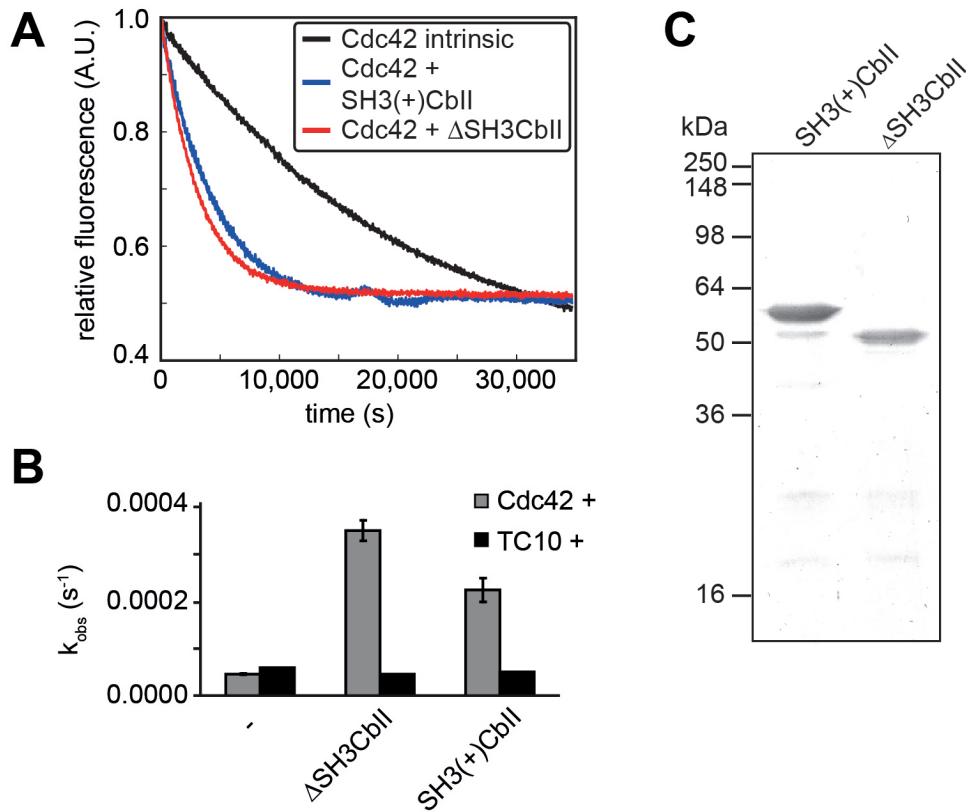 A
relative fluorescence (A.U.)
1.0
0.8
0.6
0.4
0
10,000
20,000
30,000
time (s)
Cdc42 intrinsic
Cdc42 +
SH3(+)CbII
Cdc42 + ΔSH3CbII
B
k_obs (s⁻¹)
0.0004
0.0002
0.0000
-
ΔSH3CbII
SH3(+)CbII
Cdc42 +
TC10 +
C
kDa
SH3(+)CbII
ΔSH3CbII
250
148
98
64
50
36
16